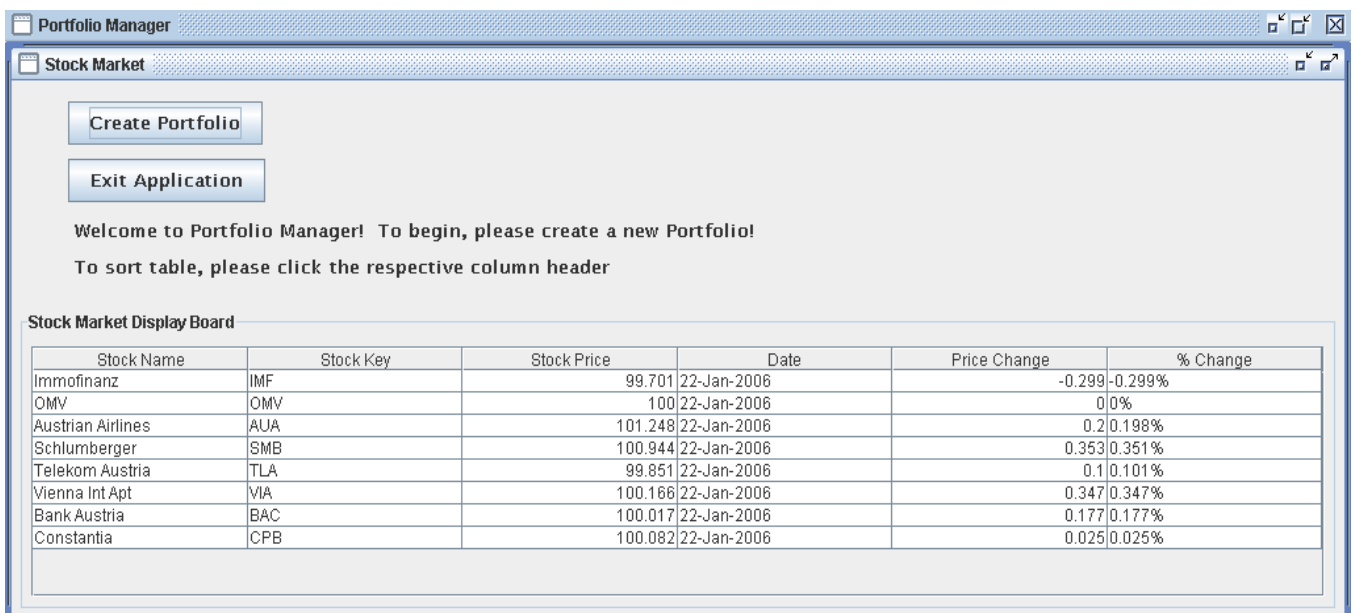 Portfolio Manager
Stock Market
Create Portfolio
Exit Application
Welcome to Portfolio Manager!  To begin, please create a new Portfolio!
To sort table, please click the respective column header
Stock Market Display Board
Stock Name Stock Key Stock Price Date Price Change % Change
Immofinanz IMF 99.701 22-Jan-2006 -0.299 -0.299%
OMV OMV 100 22-Jan-2006 0 0%
Austrian Airlines AUA 101.248 22-Jan-2006 0.2 0.198%
Schlumberger SMB 100.944 22-Jan-2006 0.353 0.351%
Telekom Austria TLA 99.851 22-Jan-2006 0.1 0.101%
Vienna Int Apt VIA 100.166 22-Jan-2006 0.347 0.347%
Bank Austria BAC 100.017 22-Jan-2006 0.177 0.177%
Constantia CPB 100.082 22-Jan-2006 0.025 0.025%